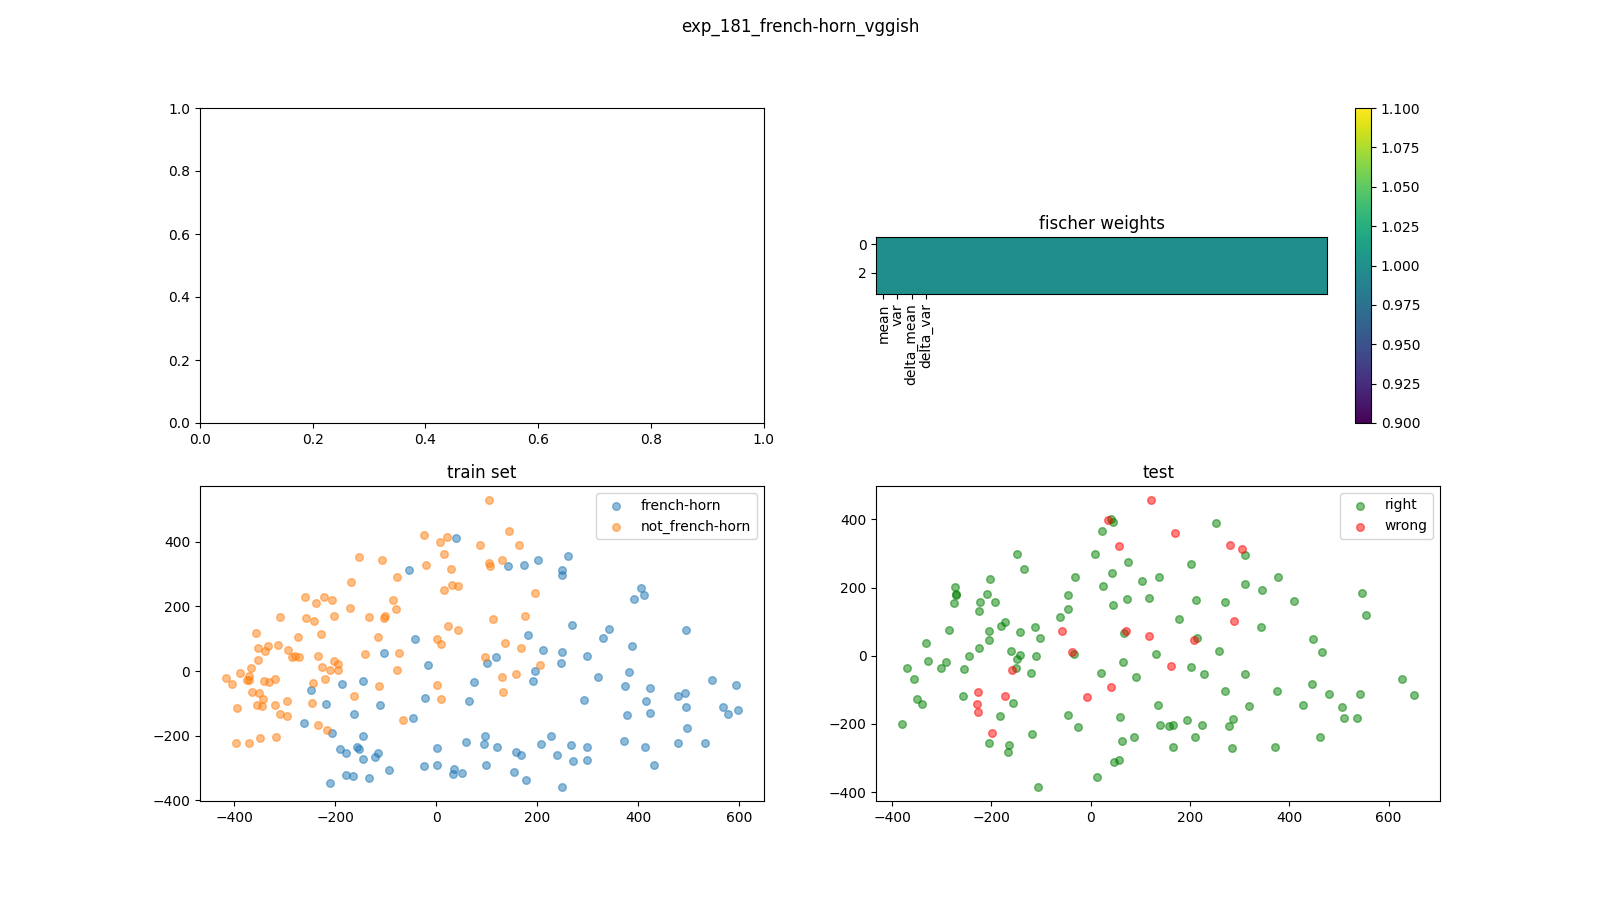 exp_181_french-horn_vggish
1.0
0.8
0.6
0.4
0.2
0.0
0.0 0.2 0.4 0.6 0.8 1.0
fischer weights
0
2
mean var delta_mean delta_var
1.100
1.075
1.050
1.025
1.000
0.975
0.950
0.925
0.900
train set
french-horn
not_french-horn
400
200
0
−200
−400
−400 −200 0 200 400 600
test
right
wrong
400
200
0
−200
−400
−400 −200 0 200 400 600